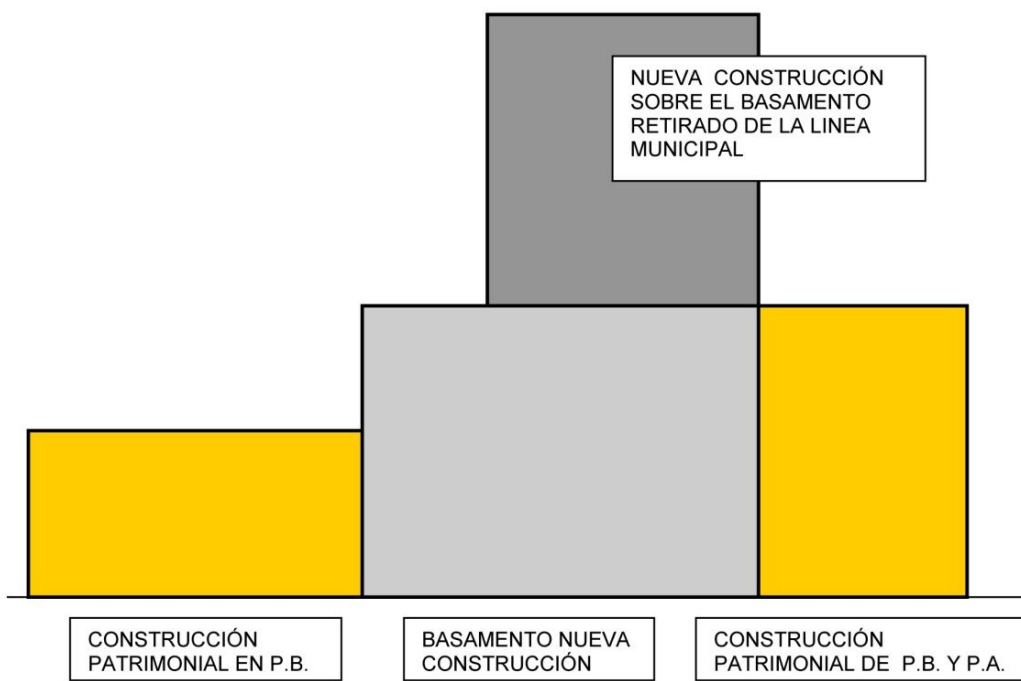 NUEVA CONSTRUCCIÓN
SOBRE EL BASAMENTO
RETIRADO DE LA LINEA
MUNICIPAL
CONSTRUCCIÓN
PATRIMONIAL EN P.B.
BASAMENTO NUEVA
CONSTRUCCIÓN
CONSTRUCCIÓN
PATRIMONIAL DE P.B. Y P.A.